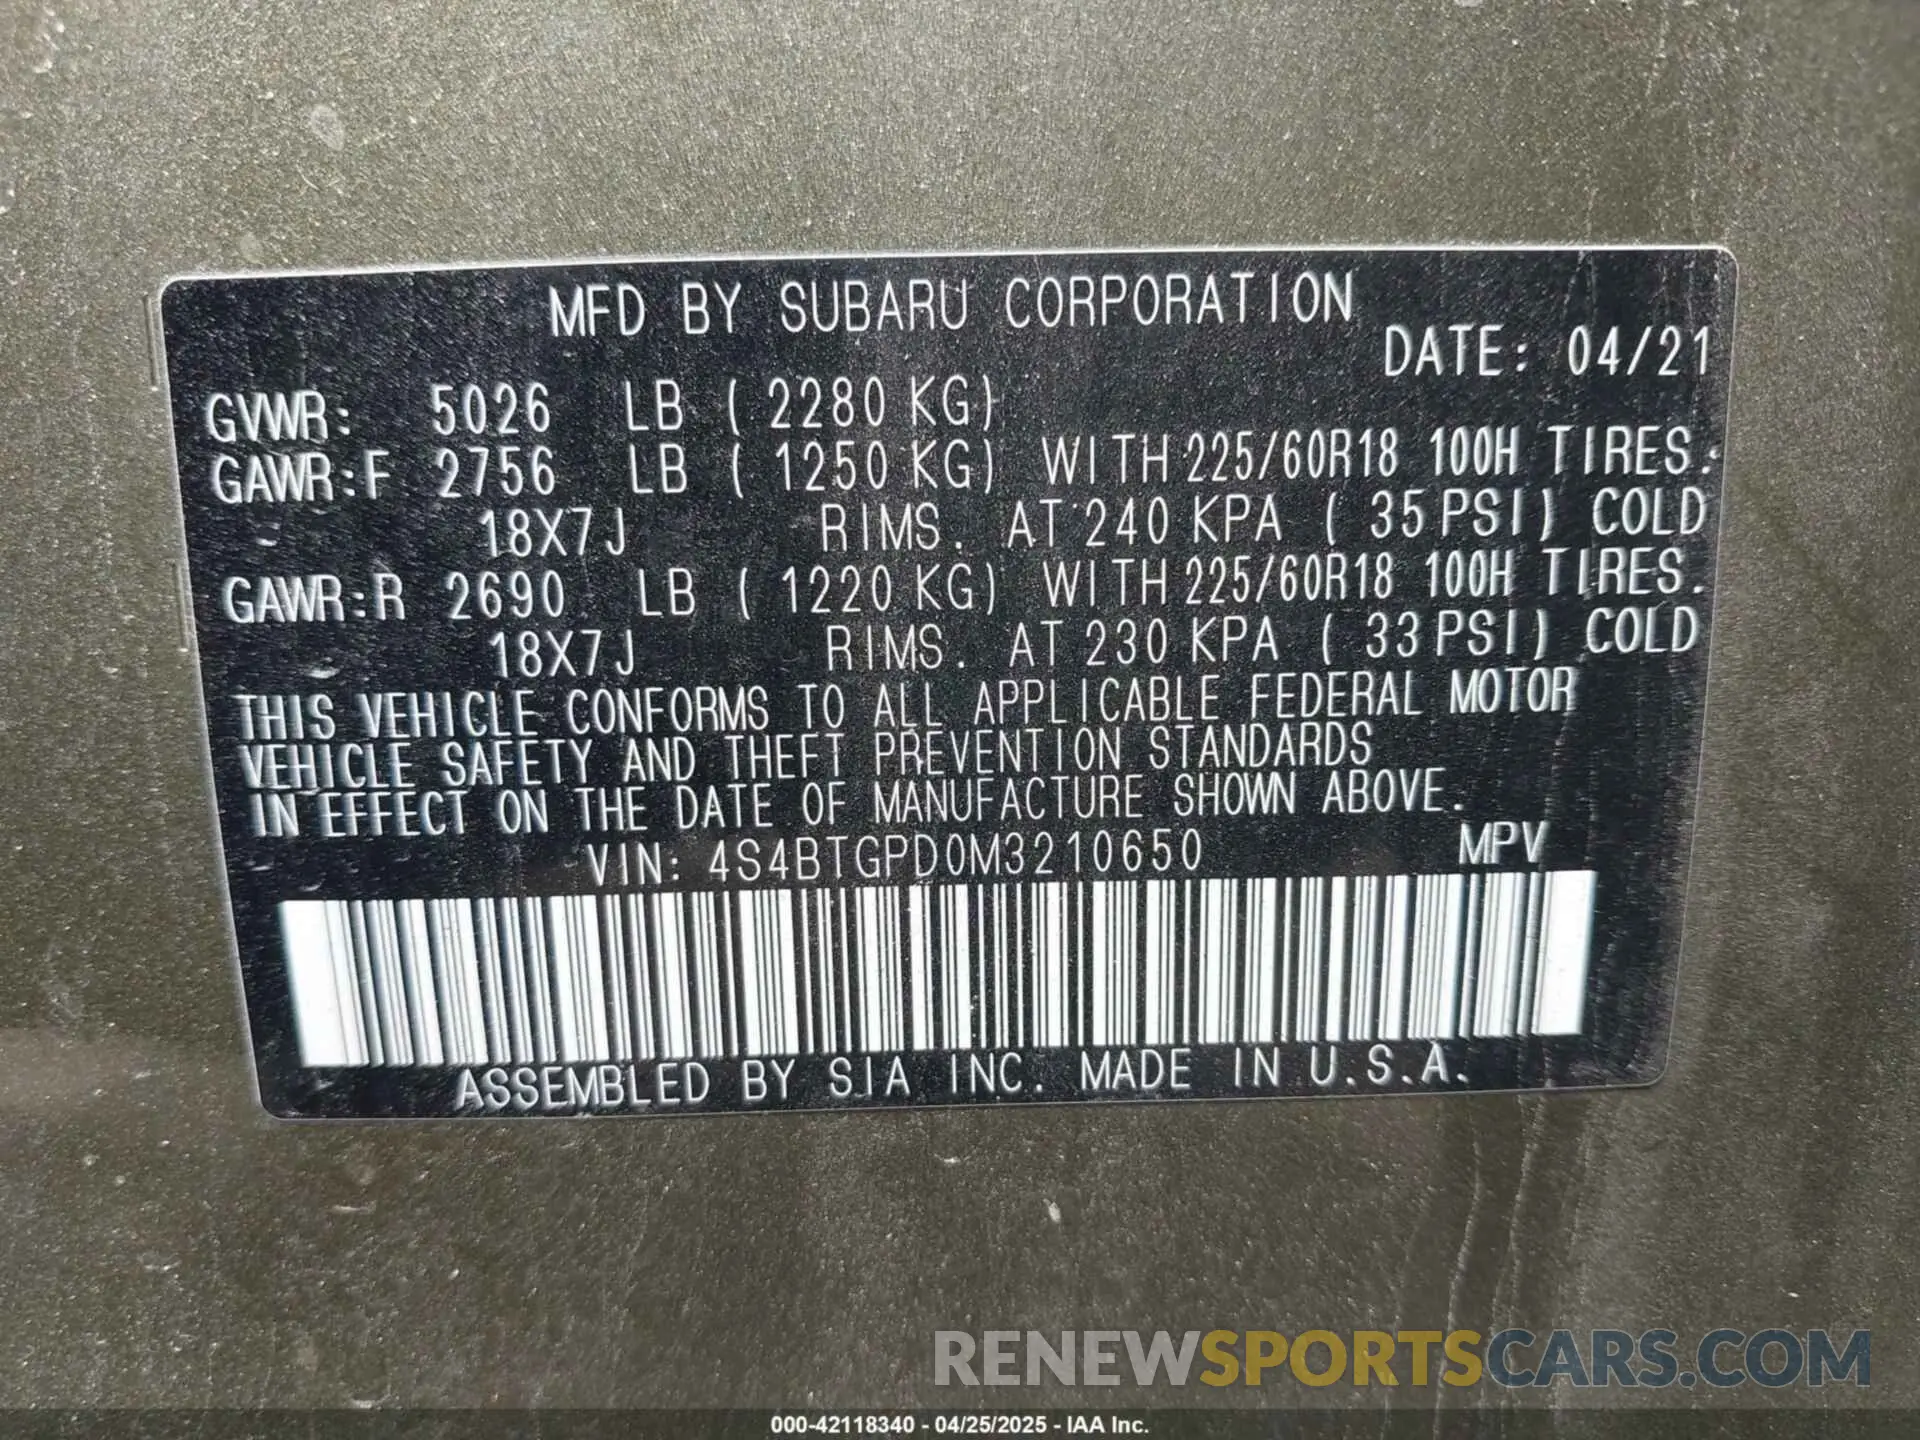 MFD BY SUBARU CORPORATION
DATE: 04/21
GVWR: 5026 LB ( 2280 KG)
GAWR:F 2756 LB ( 1250 KG) WITH 225/60R18 100H TIRES.
18X7J RIMS. AT 240 KPA ( 35 PSI) COLD
GAWR:R 2690 LB ( 1220 KG) WITH 225/60R18 100H TIRES.
18X7J RIMS. AT 230 KPA ( 33 PSI) COLD
THIS VEHICLE CONFORMS TO ALL APPLICABLE FEDERAL MOTOR
VEHICLE SAFETY AND THEFT PREVENTION STANDARDS
IN EFFECT ON THE DATE OF MANUFACTURE SHOWN ABOVE.
VIN: 4S4BTGPD0M3210650 MPV
ASSEMBLED BY SIA INC. MADE IN U.S.A.
RENEWSPORTSCARS.COM
000-42118340 - 04/25/2025 - IAA Inc.